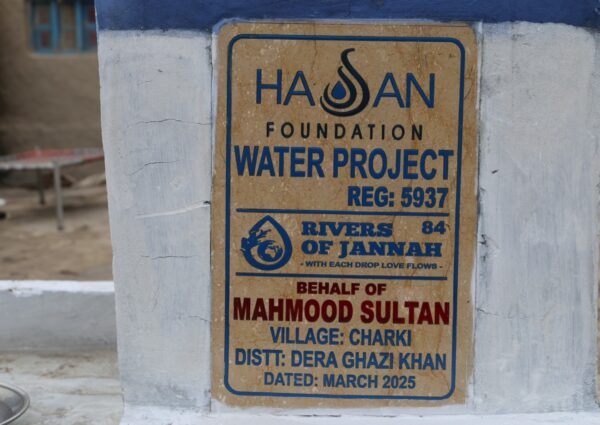 HASAN
FOUNDATION
WATER PROJECT
REG: 5937
RIVERS 84
OF JANNAH
- WITH EACH DROP LOVE FLOWS -
BEHALF OF
MAHMOOD SULTAN
VILLAGE: CHARKI
DISTT: DERA GHAZI KHAN
DATED: MARCH 2025